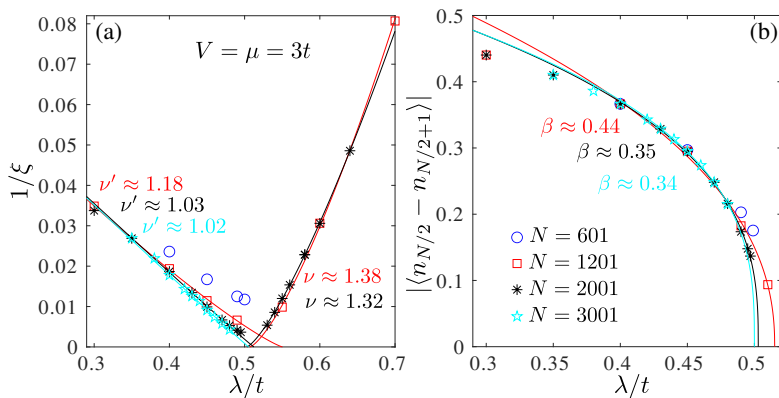 (a)
V = μ = 3t
0.08
0.07
0.06
0.05
0.04
0.03
0.02
0.01
0
1/ξ
ν′ ≈ 1.18
ν′ ≈ 1.03
ν′ ≈ 1.02
ν ≈ 1.38
ν ≈ 1.32
0.3 0.4 0.5 0.6 0.7
λ/t
(b)
0.5
0.4
0.3
0.2
0.1
0
|⟨n_{N/2} − n_{N/2+1}⟩|
β ≈ 0.44
β ≈ 0.35
β ≈ 0.34
N = 601
N = 1201
N = 2001
N = 3001
0.3 0.35 0.4 0.45 0.5
λ/t